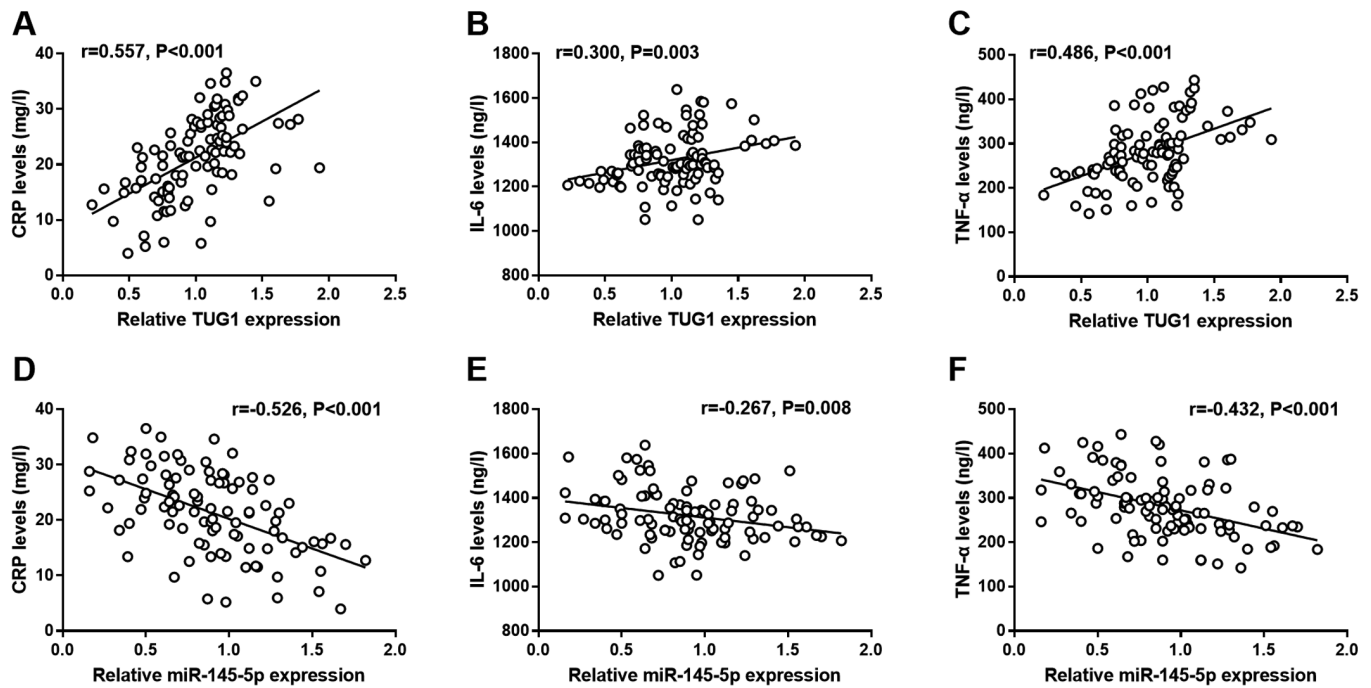 A
r=0.557, P<0.001
40
30
20
10
0
CRP levels (mg/l)
0.0 0.5 1.0 1.5 2.0 2.5
Relative TUG1 expression
B
r=0.300, P=0.003
1800
1600
1400
1200
1000
800
IL-6 levels (ng/l)
0.0 0.5 1.0 1.5 2.0 2.5
Relative TUG1 expression
C
r=0.486, P<0.001
500
400
300
200
100
0
TNF-α levels (ng/l)
0.0 0.5 1.0 1.5 2.0 2.5
Relative TUG1 expression
D
r=-0.526, P<0.001
40
30
20
10
0
CRP levels (mg/l)
0.0 0.5 1.0 1.5 2.0
Relative miR-145-5p expression
E
r=-0.267, P=0.008
1800
1600
1400
1200
1000
800
IL-6 levels (ng/l)
0.0 0.5 1.0 1.5 2.0
Relative miR-145-5p expression
F
r=-0.432, P<0.001
500
400
300
200
100
0
TNF-α levels (ng/l)
0.0 0.5 1.0 1.5 2.0
Relative miR-145-5p expression